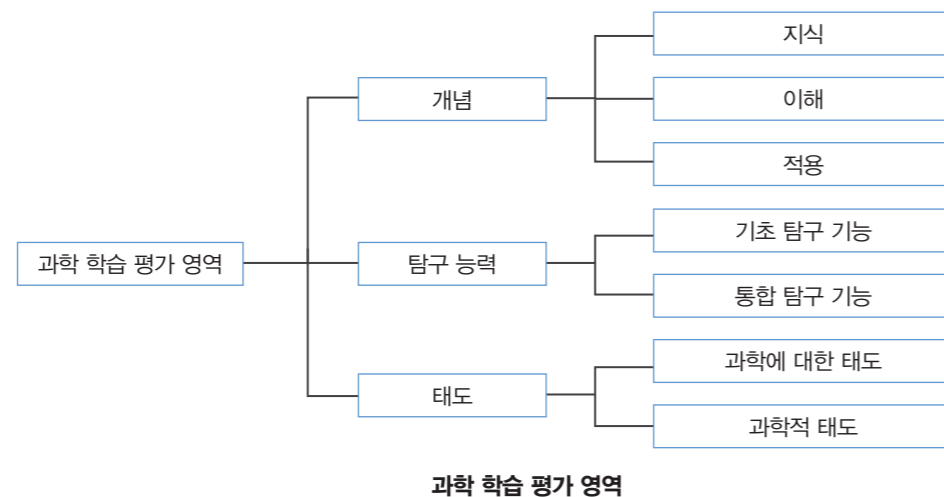 지식
개념
이해
적용
기초 탐구 기능
과학 학습 평가 영역
탐구 능력
통합 탐구 기능
과학에 대한 태도
태도
과학적 태도
과학 학습 평가 영역